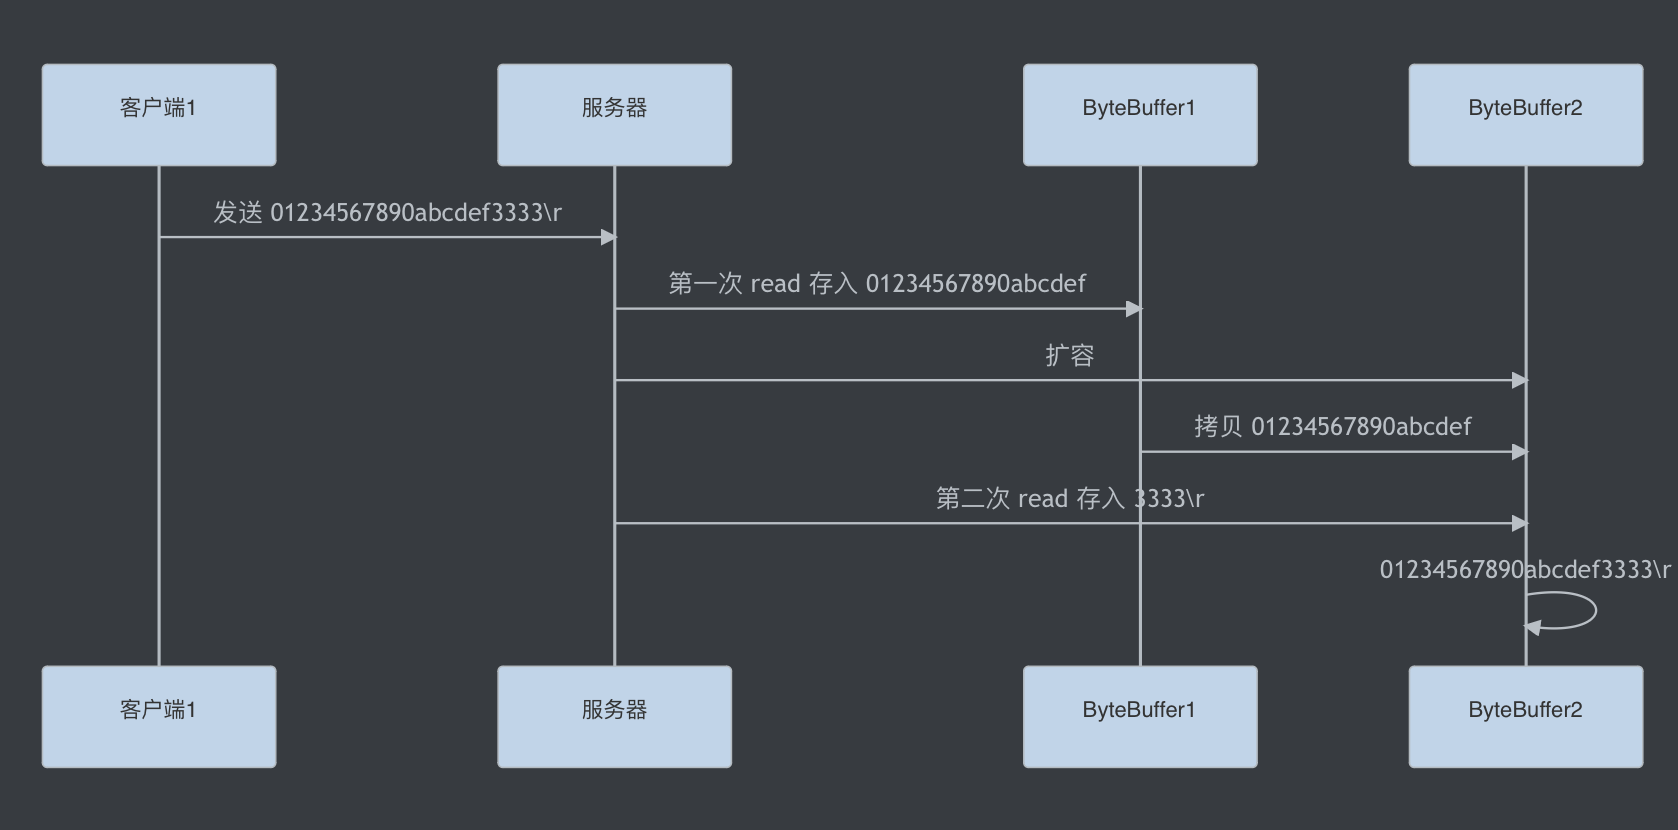 客户端1
服务器
ByteBuffer1
ByteBuffer2
发送 01234567890abcdef3333\r
第一次 read 存入 01234567890abcdef
扩容
拷贝 01234567890abcdef
第二次 read 存入 3333\r
01234567890abcdef3333\r
客户端1
服务器
ByteBuffer1
ByteBuffer2